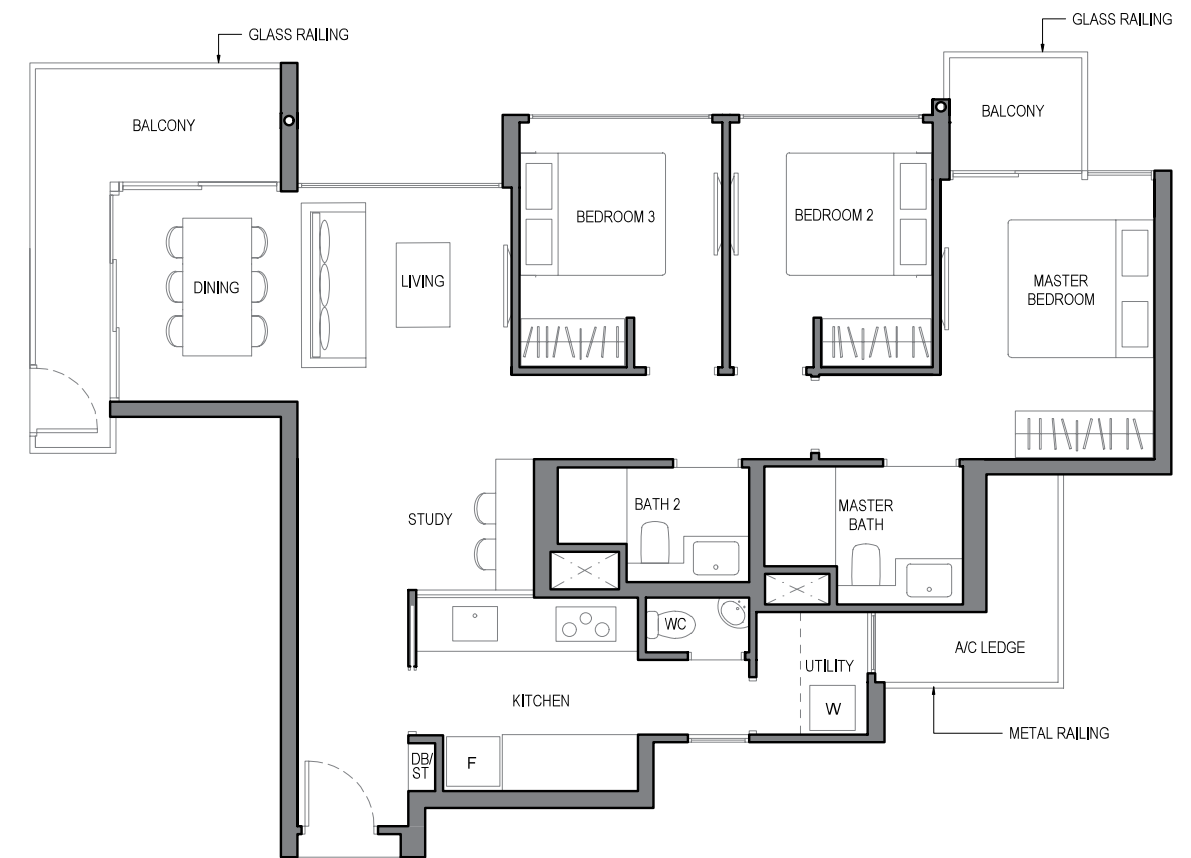 GLASS RAILING
GLASS RAILING
BALCONY
BALCONY
BEDROOM 3
BEDROOM 2
DINING
LIVING
MASTER
BEDROOM
STUDY
BATH 2
MASTER
BATH
WC
UTILITY
A/C LEDGE
KITCHEN
W
METAL RAILING
DB/
ST
F